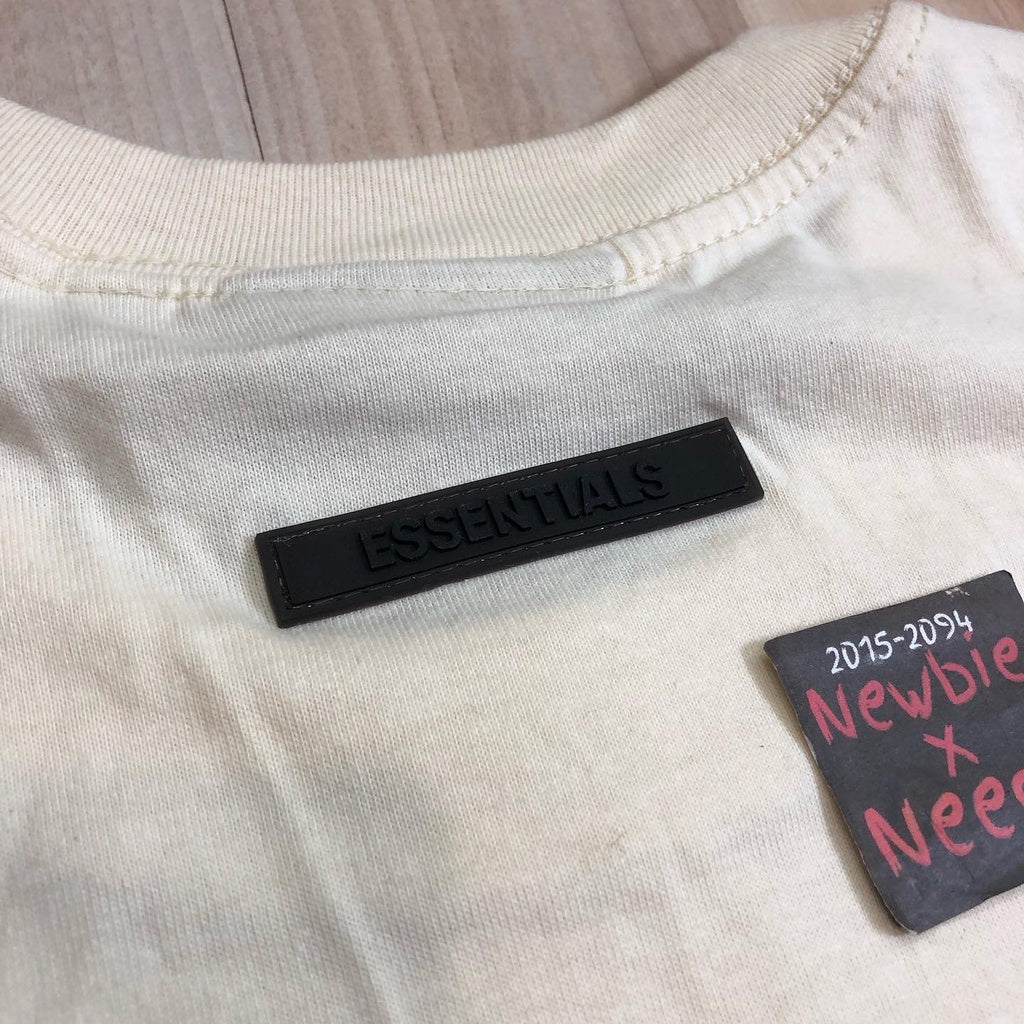 ESSENTIALS
2015-2094
Newbie
x